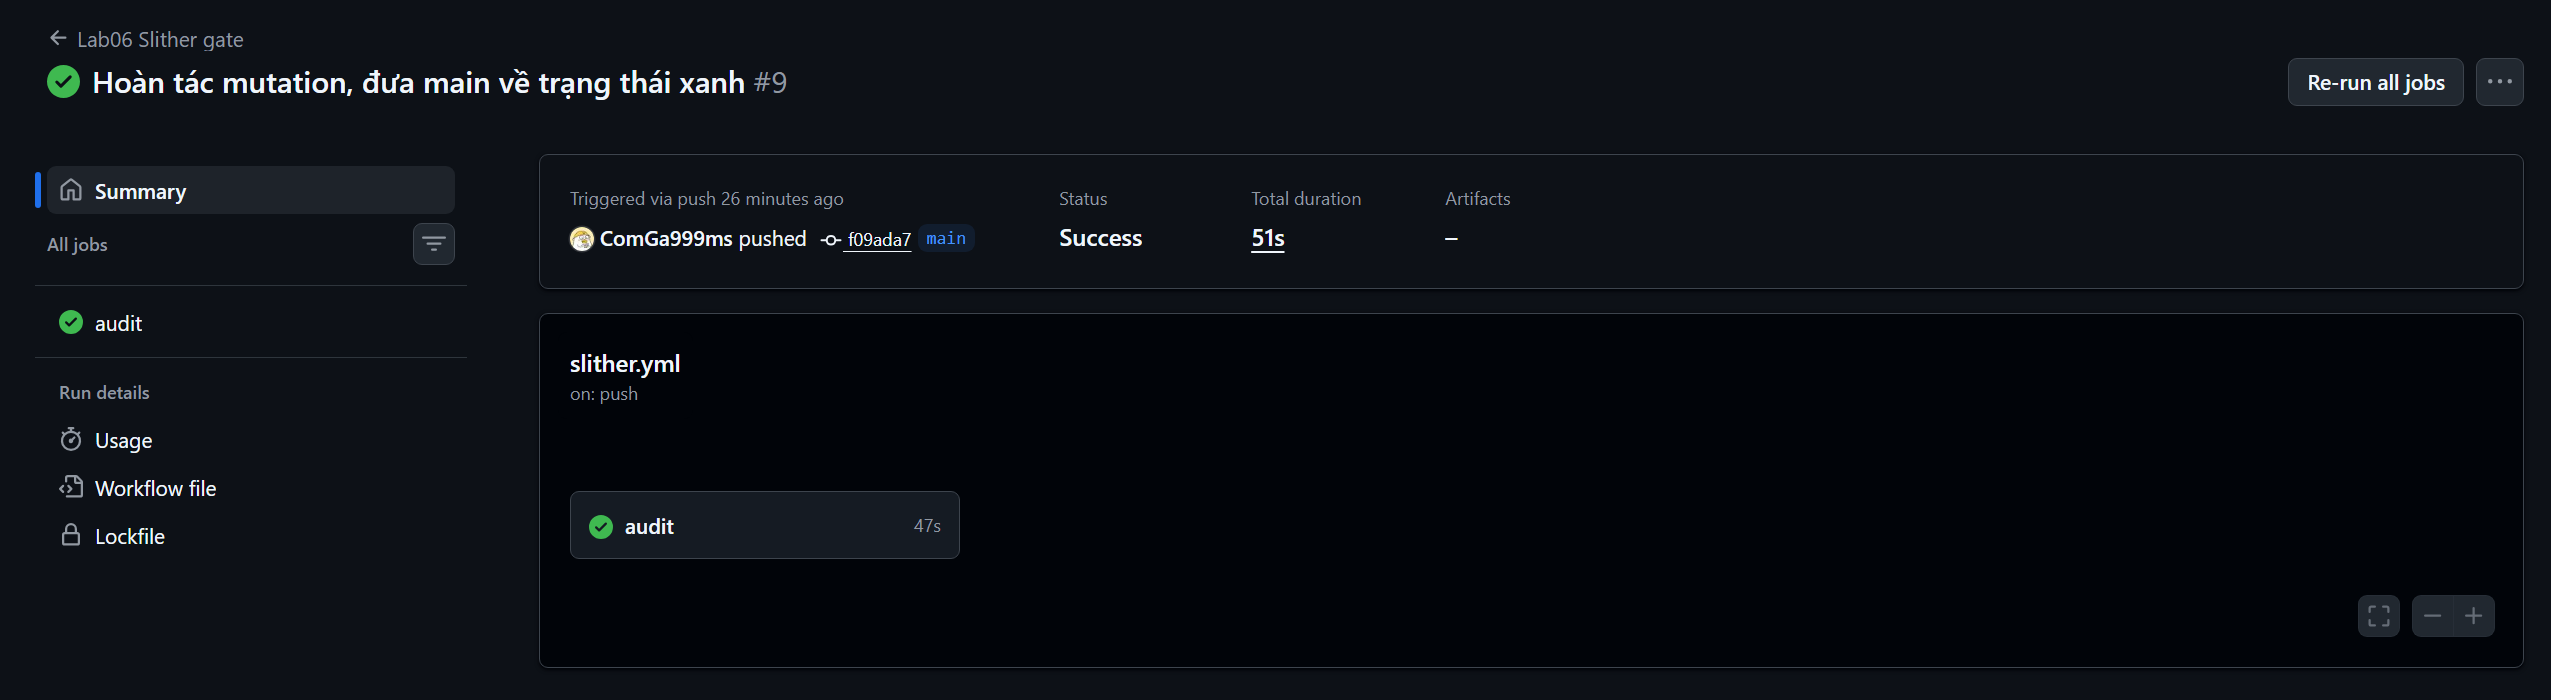 Lab06 Slither gate
Hoàn tác mutation, đưa main về trạng thái xanh #9
Re-run all jobs
Summary
All jobs
audit
Run details
Usage
Workflow file
Lockfile
Triggered via push 26 minutes ago
ComGa999ms pushed f09ada7 main
Status
Success
Total duration
51s
Artifacts
–
slither.yml
on: push
audit 47s